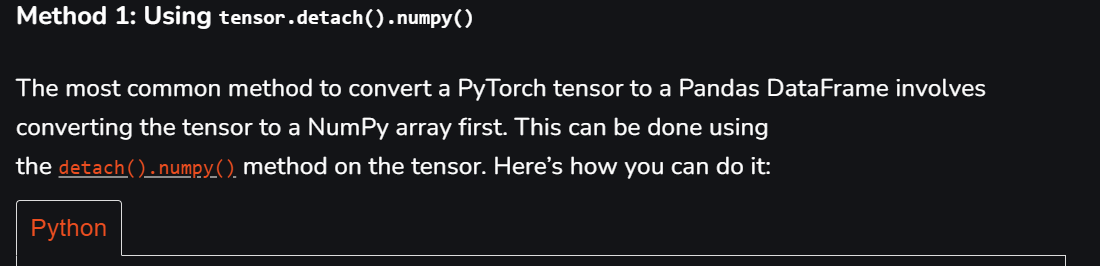 Method 1: Using tensor.detach().numpy()
The most common method to convert a PyTorch tensor to a Pandas DataFrame involves
converting the tensor to a NumPy array first. This can be done using
the detach().numpy() method on the tensor. Here’s how you can do it:
Python